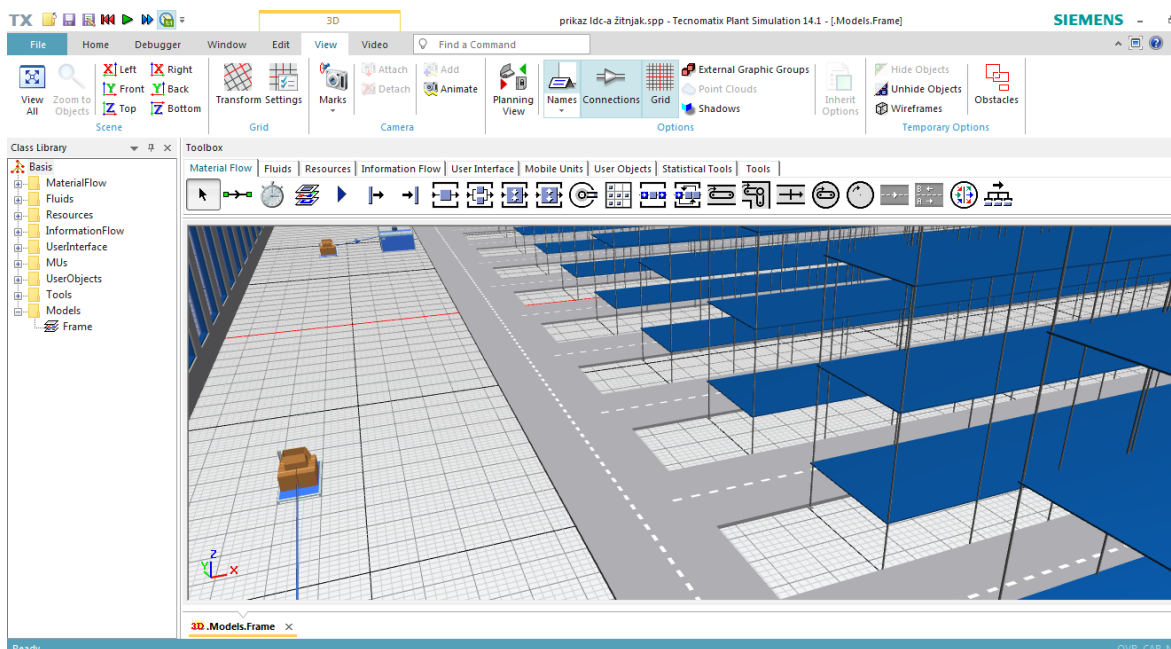 TX 3D prikaz ldc-a žitnjak.spp - Tecnomatix Plant Simulation 14.1 - [.Models.Frame] SIEMENS
File Home Debugger Window Edit View Video Find a Command
View All
Zoom to Objects
X Left X Right
Y Front Y Back
Z Top Z Bottom
Scene
Transform Settings
Grid
Marks
Attach
Detach
Add
Animate
Camera
Planning View
Names
Connections
Grid
External Graphic Groups
Point Clouds
Shadows
Inherit Options
Options
Hide Objects
Unhide Objects
Wireframes
Obstacles
Temporary Options
Class Library
Basis
MaterialFlow
Fluids
Resources
InformationFlow
UserInterface
MUs
UserObjects
Tools
Models
Frame
Toolbox
Material Flow Fluids Resources Information Flow User Interface Mobile Units User Objects Statistical Tools Tools
B
A
Z
Y X
3D .Models.Frame
Ready OVR CAP